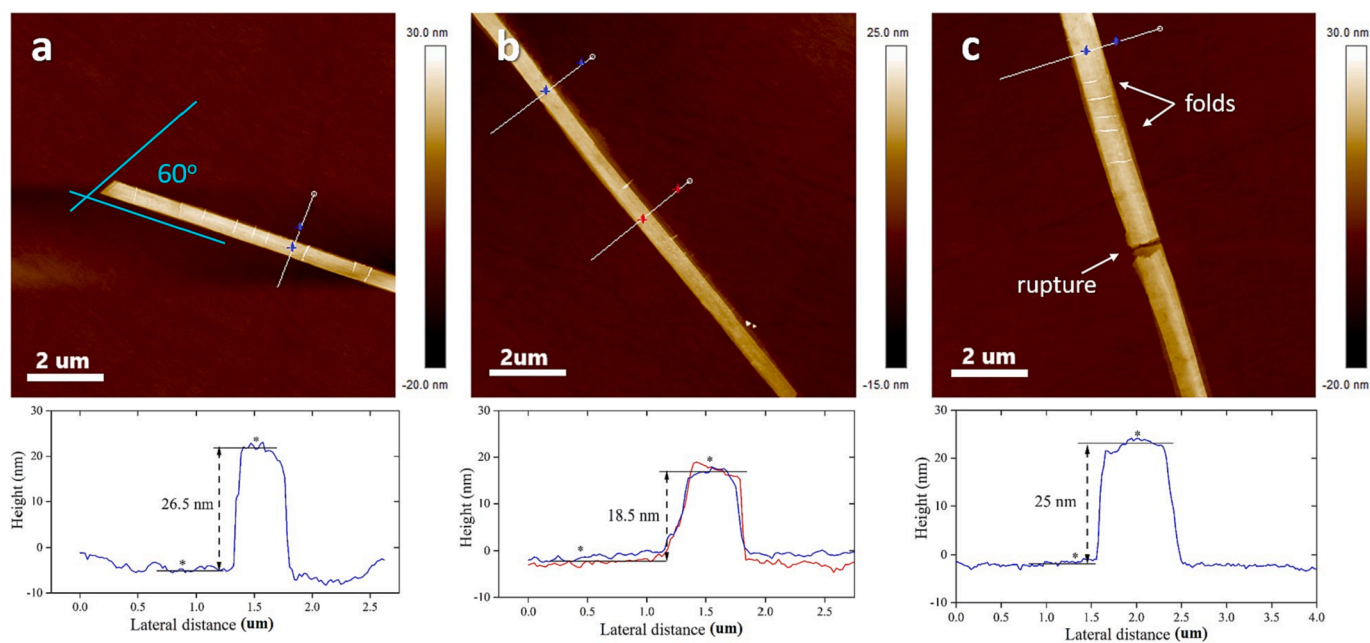 a
60°
2 um
30.0 nm
-20.0 nm
b
2um
25.0 nm
-15.0 nm
c
folds
rupture
2 um
30.0 nm
-20.0 nm
Height (nm)
30
20
10
0
-10
*
26.5 nm
*
0.0 0.5 1.0 1.5 2.0 2.5
Lateral distance (um)
Height (nm)
30
20
10
0
-10
*
18.5 nm
*
0.0 0.5 1.0 1.5 2.0 2.5
Lateral distance (um)
Height (nm)
30
20
10
0
-10
*
25 nm
*
0.0 0.5 1.0 1.5 2.0 2.5 3.0 3.5 4.0
Lateral distance (um)